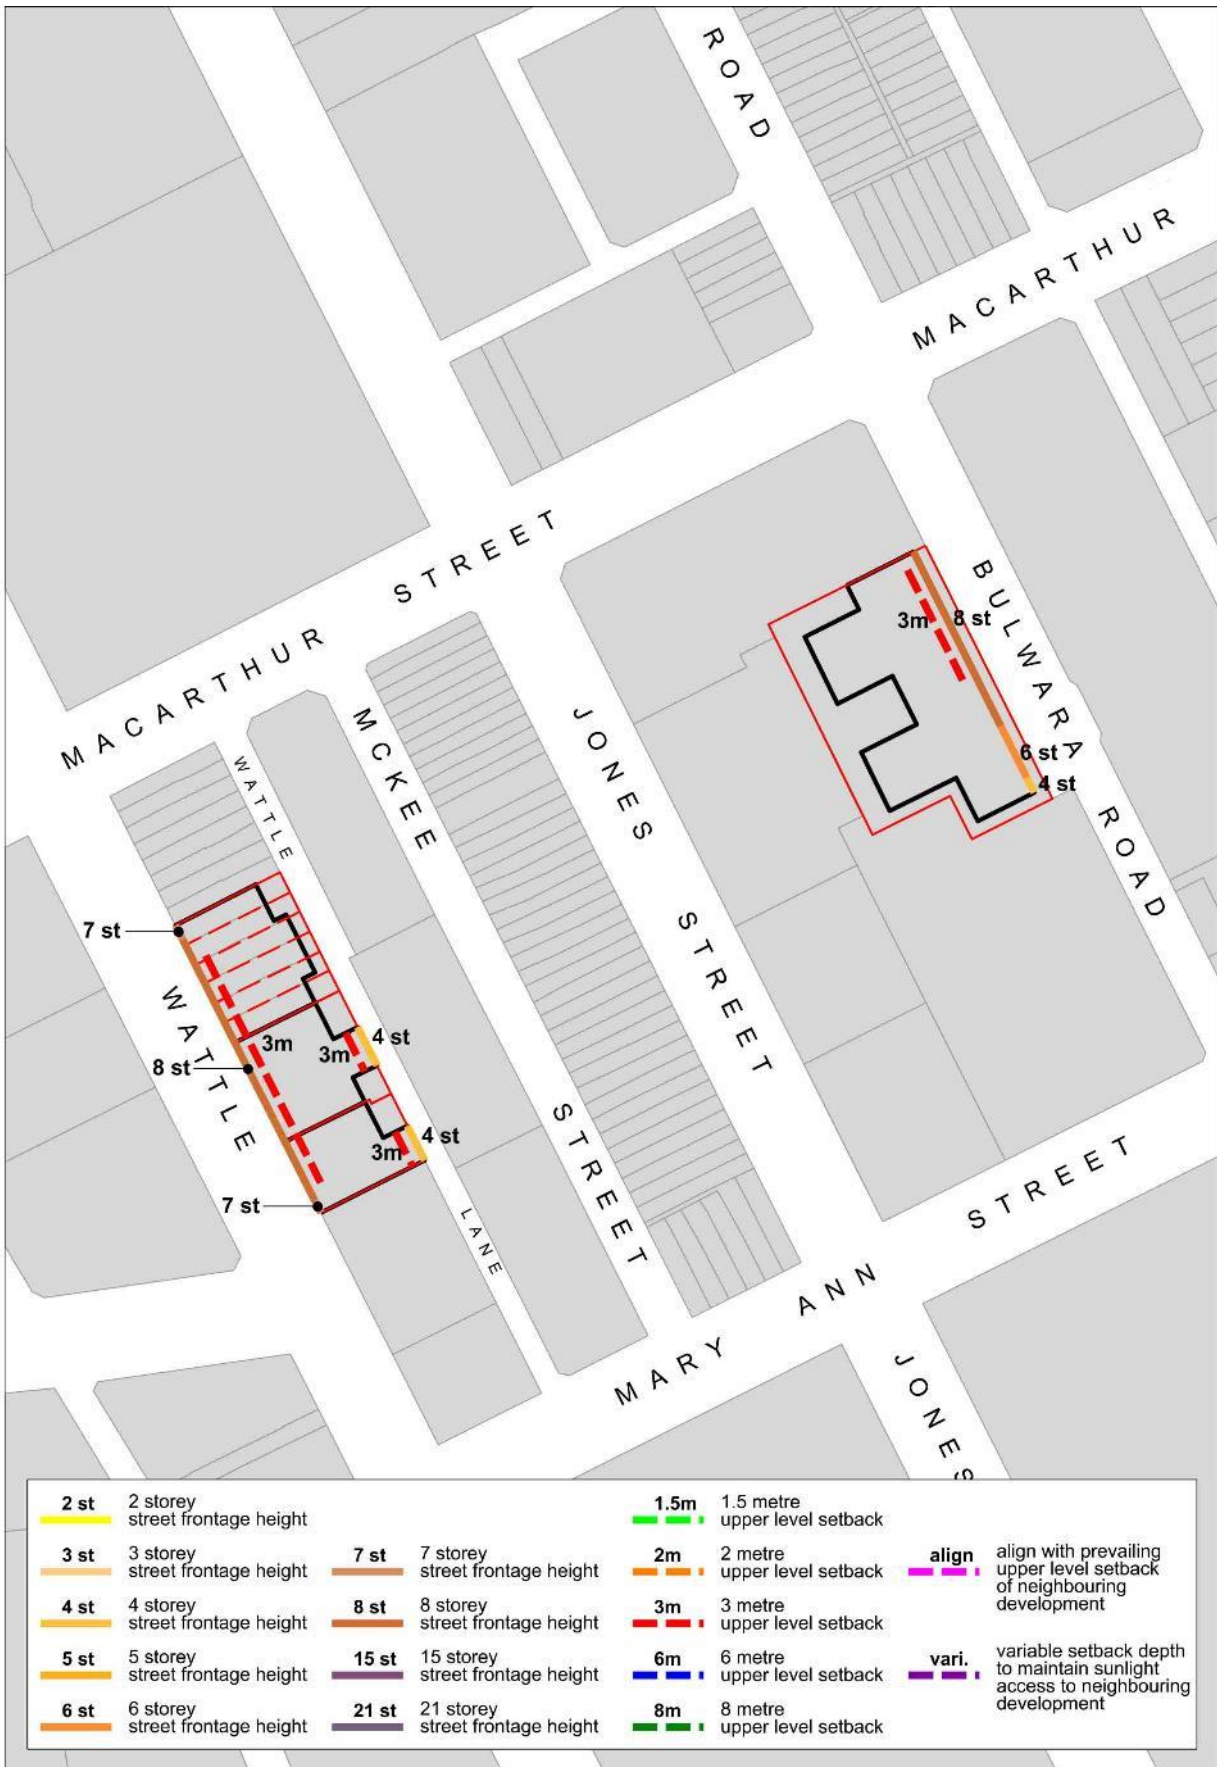 ROAD
MACARTHUR
MACARTHUR STREET
BULWARA ROAD
3m
8 st
6 st
4 st
MCKEE STREET
JONES STREET
WATTLE LANE
WATTLE
7 st
8 st
7 st
3m
3m
4 st
3m
4 st
MARY ANN STREET
JONES
2 st 2 storey
street frontage height
3 st 3 storey
street frontage height
4 st 4 storey
street frontage height
5 st 5 storey
street frontage height
6 st 6 storey
street frontage height
7 st 7 storey
street frontage height
8 st 8 storey
street frontage height
15 st 15 storey
street frontage height
21 st 21 storey
street frontage height
1.5m 1.5 metre
upper level setback
2m 2 metre
upper level setback
3m 3 metre
upper level setback
6m 6 metre
upper level setback
8m 8 metre
upper level setback
align align with prevailing
upper level setback
of neighbouring
development
vari. variable setback depth
to maintain sunlight
access to neighbouring
development